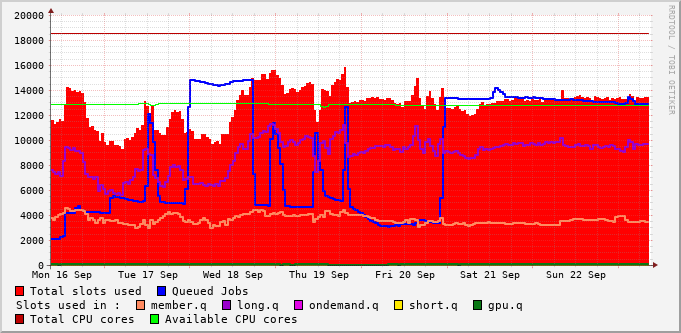 20000
18000
16000
14000
12000
10000
8000
6000
4000
2000
0
Mon 16 Sep Tue 17 Sep Wed 18 Sep Thu 19 Sep Fri 20 Sep Sat 21 Sep Sun 22 Sep
RRDTOOL / TOBI OETIKER
Total slots used Queued Jobs
Slots used in : member.q long.q ondemand.q short.q gpu.q
Total CPU cores Available CPU cores